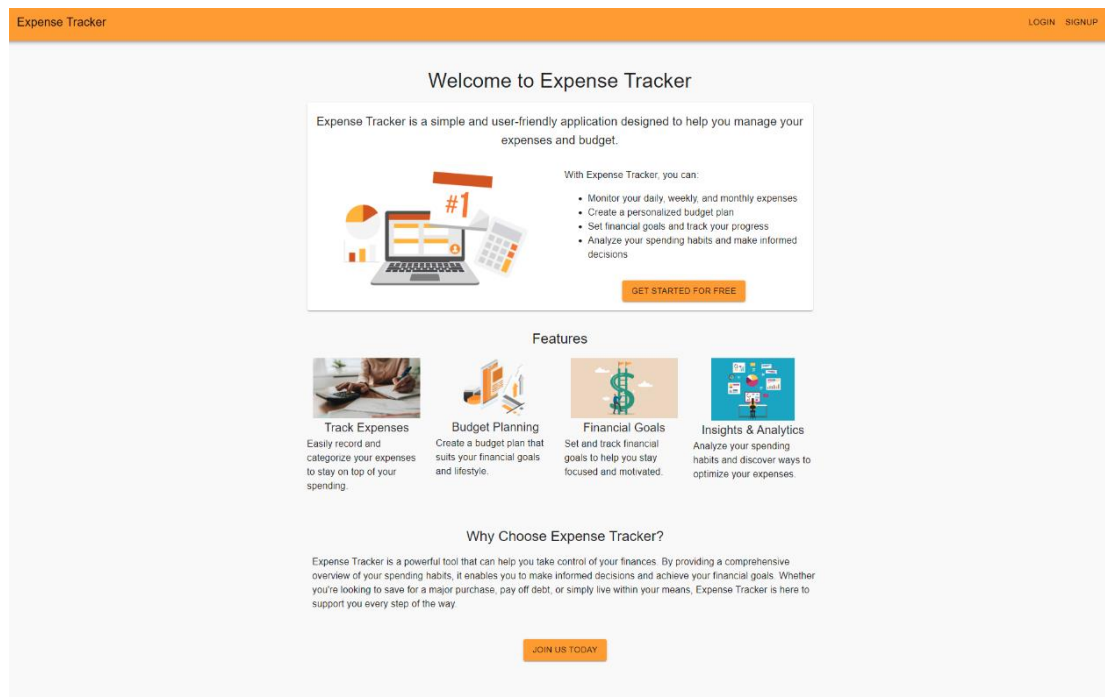 Expense Tracker
LOGIN SIGNUP
Welcome to Expense Tracker
Expense Tracker is a simple and user-friendly application designed to help you manage your
expenses and budget.
#1
With Expense Tracker, you can:
• Monitor your daily, weekly, and monthly expenses
• Create a personalized budget plan
• Set financial goals and track your progress
• Analyze your spending habits and make informed
decisions
GET STARTED FOR FREE
Features
Track Expenses
Easily record and
categorize your expenses
to stay on top of your
spending.
Budget Planning
Create a budget plan that
suits your financial goals
and lifestyle.
Financial Goals
Set and track financial
goals to help you stay
focused and motivated.
Insights & Analytics
Analyze your spending
habits and discover ways to
optimize your expenses.
Why Choose Expense Tracker?
Expense Tracker is a powerful tool that can help you take control of your finances. By providing a comprehensive
overview of your spending habits, it enables you to make informed decisions and achieve your financial goals. Whether
you're looking to save for a major purchase, pay off debt, or simply live within your means, Expense Tracker is here to
support you every step of the way.
JOIN US TODAY